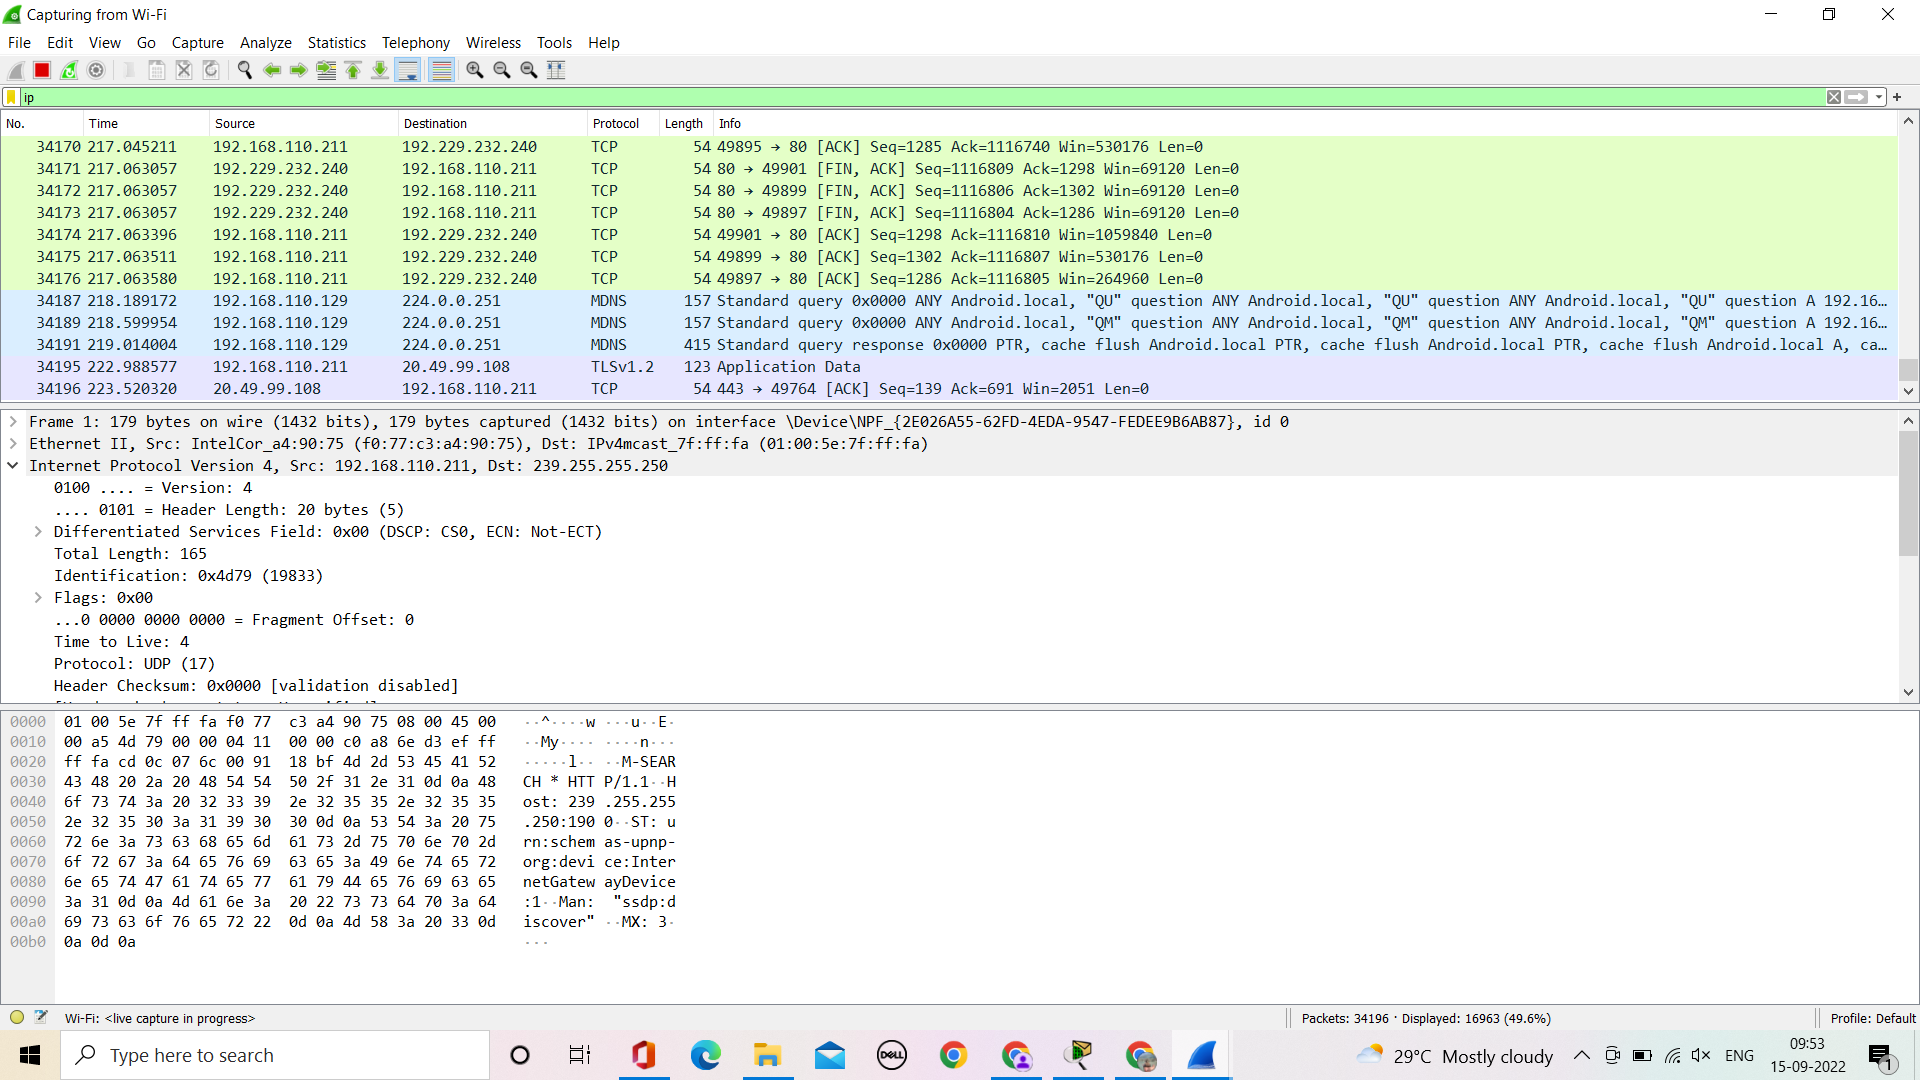 Capturing from Wi-Fi
File Edit View Go Capture Analyze Statistics Telephony Wireless Tools Help
ip
No. Time Source Destination Protocol Length Info
34170 217.045211 192.168.110.211 192.229.232.240 TCP 54 49895 → 80 [ACK] Seq=1285 Ack=1116740 Win=530176 Len=0
34171 217.063057 192.229.232.240 192.168.110.211 TCP 54 80 → 49901 [FIN, ACK] Seq=1116809 Ack=1298 Win=69120 Len=0
34172 217.063057 192.229.232.240 192.168.110.211 TCP 54 80 → 49899 [FIN, ACK] Seq=1116806 Ack=1302 Win=69120 Len=0
34173 217.063057 192.229.232.240 192.168.110.211 TCP 54 80 → 49897 [FIN, ACK] Seq=1116804 Ack=1286 Win=69120 Len=0
34174 217.063396 192.168.110.211 192.229.232.240 TCP 54 49901 → 80 [ACK] Seq=1298 Ack=1116810 Win=1059840 Len=0
34175 217.063511 192.168.110.211 192.229.232.240 TCP 54 49899 → 80 [ACK] Seq=1302 Ack=1116807 Win=530176 Len=0
34176 217.063580 192.168.110.211 192.229.232.240 TCP 54 49897 → 80 [ACK] Seq=1286 Ack=1116805 Win=264960 Len=0
34187 218.189172 192.168.110.129 224.0.0.251 MDNS 157 Standard query 0x0000 ANY Android.local, "QU" question ANY Android.local, "QU" question ANY Android.local, "QU" question A 192.16…
34189 218.599954 192.168.110.129 224.0.0.251 MDNS 157 Standard query 0x0000 ANY Android.local, "QM" question ANY Android.local, "QM" question ANY Android.local, "QM" question A 192.16…
34191 219.014004 192.168.110.129 224.0.0.251 MDNS 415 Standard query response 0x0000 PTR, cache flush Android.local PTR, cache flush Android.local PTR, cache flush Android.local A, ca…
34195 222.988577 192.168.110.211 20.49.99.108 TLSv1.2 123 Application Data
34196 223.520320 20.49.99.108 192.168.110.211 TCP 54 443 → 49764 [ACK] Seq=139 Ack=691 Win=2051 Len=0
Frame 1: 179 bytes on wire (1432 bits), 179 bytes captured (1432 bits) on interface \Device\NPF_{2E026A55-62FD-4EDA-9547-FEDEE9B6AB87}, id 0
Ethernet II, Src: IntelCor_a4:90:75 (f0:77:c3:a4:90:75), Dst: IPv4mcast_7f:ff:fa (01:00:5e:7f:ff:fa)
Internet Protocol Version 4, Src: 192.168.110.211, Dst: 239.255.255.250
0100 .... = Version: 4
.... 0101 = Header Length: 20 bytes (5)
Differentiated Services Field: 0x00 (DSCP: CS0, ECN: Not-ECT)
Total Length: 165
Identification: 0x4d79 (19833)
Flags: 0x00
...0 0000 0000 0000 = Fragment Offset: 0
Time to Live: 4
Protocol: UDP (17)
Header Checksum: 0x0000 [validation disabled]
0000 01 00 5e 7f ff fa f0 77 c3 a4 90 75 08 00 45 00 ··^····w ···u··E·
0010 00 a5 4d 79 00 00 04 11 00 00 c0 a8 6e d3 ef ff ··My···· ····n···
0020 ff fa cd 0c 07 6c 00 91 18 bf 4d 2d 53 45 41 52 ·····l·· ··M-SEAR
0030 43 48 20 2a 20 48 54 54 50 2f 31 2e 31 0d 0a 48 CH * HTT P/1.1··H
0040 6f 73 74 3a 20 32 33 39 2e 32 35 35 2e 32 35 35 ost: 239 .255.255
0050 2e 32 35 30 3a 31 39 30 30 0d 0a 53 54 3a 20 75 .250:190 0··ST: u
0060 72 6e 3a 73 63 68 65 6d 61 73 2d 75 70 6e 70 2d rn:schem as-upnp-
0070 6f 72 67 3a 64 65 76 69 63 65 3a 49 6e 74 65 72 org:devi ce:Inter
0080 6e 65 74 47 61 74 65 77 61 79 44 65 76 69 63 65 netGatew ayDevice
0090 3a 31 0d 0a 4d 61 6e 3a 20 22 73 73 64 70 3a 64 :1··Man: "ssdp:d
00a0 69 73 63 6f 76 65 72 22 0d 0a 4d 58 3a 20 33 0d iscover" ··MX: 3·
00b0 0a 0d 0a ···
Wi-Fi: <live capture in progress> Packets: 34196 · Displayed: 16963 (49.6%) Profile: Default
Type here to search DELL 29°C Mostly cloudy ENG 09:53
15-09-2022 1